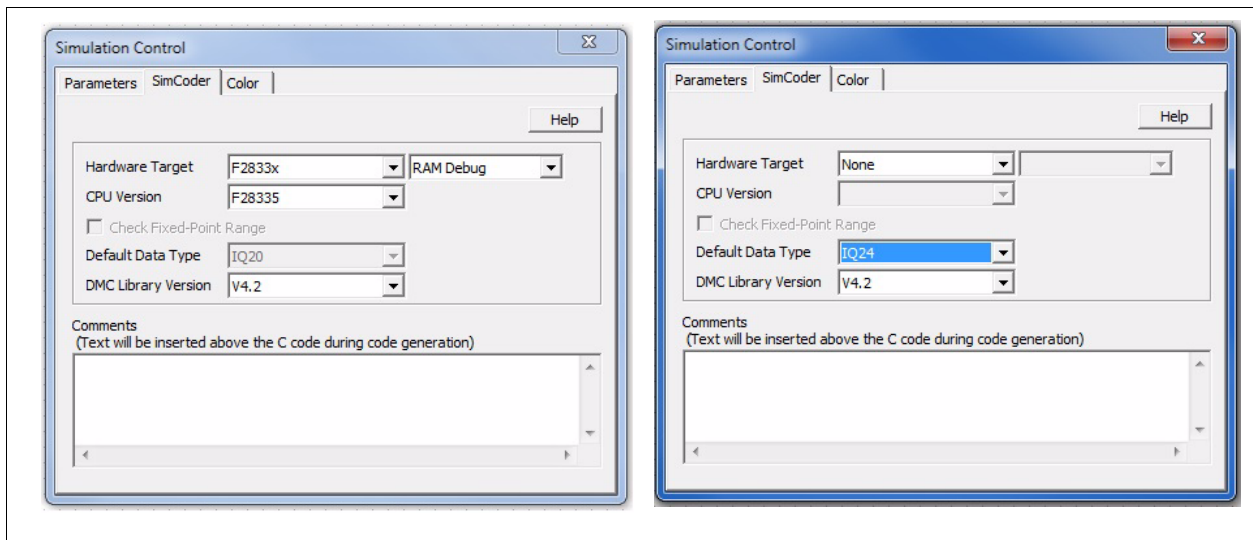 Simulation Control
Parameters SimCoder Color
Help
Hardware Target F2833x RAM Debug
CPU Version F28335
Check Fixed-Point Range
Default Data Type IQ20
DMC Library Version V4.2
Comments
(Text will be inserted above the C code during code generation)
Simulation Control
Parameters SimCoder Color
Help
Hardware Target None
CPU Version
Check Fixed-Point Range
Default Data Type IQ24
DMC Library Version V4.2
Comments
(Text will be inserted above the C code during code generation)